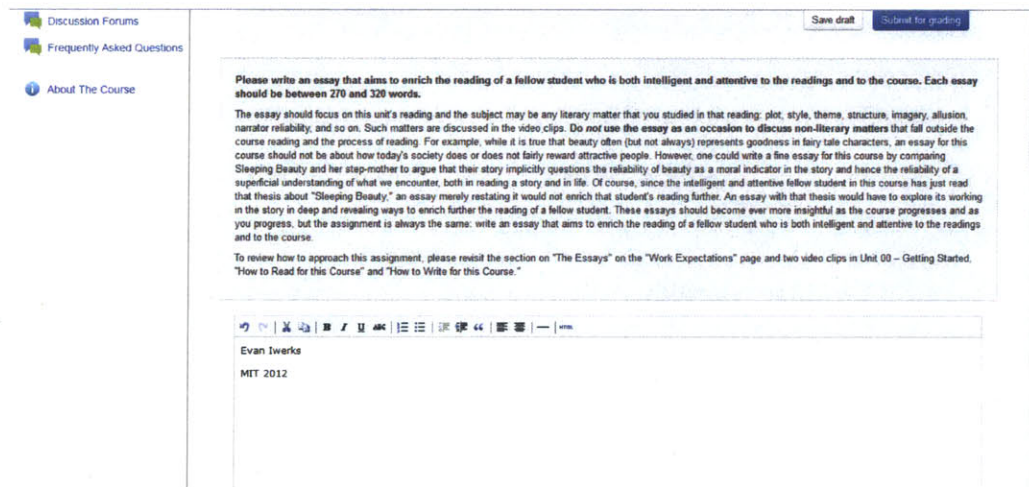 Discussion Forums
Frequently Asked Questions
About The Course
Save draft
Submit for grading
Please write an essay that aims to enrich the reading of a fellow student who is both intelligent and attentive to the readings and to the course. Each essay
should be between 270 and 320 words.
The essay should focus on this unit's reading and the subject may be any literary matter that you studied in that reading: plot, style, theme, structure, imagery, allusion,
narrator reliability, and so on. Such matters are discussed in the video clips. Do not use the essay as an occasion to discuss non-literary matters that fall outside the
course reading and the process of reading. For example, while it is true that beauty often (but not always) represents goodness in fairy tale characters, an essay for this
course should not be about how today's society does or does not fairly reward attractive people. However, one could write a fine essay for this course by comparing
Sleeping Beauty and her step-mother to argue that their story implicitly questions the reliability of beauty as a moral indicator in the story and hence the reliability of a
superficial understanding of what we encounter, both in reading a story and in life. Of course, since the intelligent and attentive fellow student in this course has just read
that thesis about "Sleeping Beauty," an essay merely restating it would not enrich that student's reading further. An essay with that thesis would have to explore its working
in the story in deep and revealing ways to enrich further the reading of a fellow student. These essays should become ever more insightful as the course progresses and as
you progress, but the assignment is always the same: write an essay that aims to enrich the reading of a fellow student who is both intelligent and attentive to the readings
and to the course.
To review how to approach this assignment, please revisit the section on "The Essays" on the "Work Expectations" page and two video clips in Unit 00 – Getting Started,
"How to Read for this Course" and "How to Write for this Course."
B I U ABC HTML
Evan Iwerks
MIT 2012